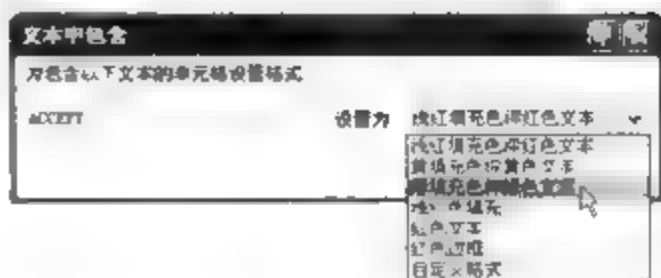 文本中包含
为包含以下文本的单元格设置格式
ACCEPT 设置为 浅红填充色深红色文本
浅红填充色深红色文本
黄填充色深黄色文本
绿填充色深绿色文本
浅红色填充
红色文本
红色边框
自定义格式